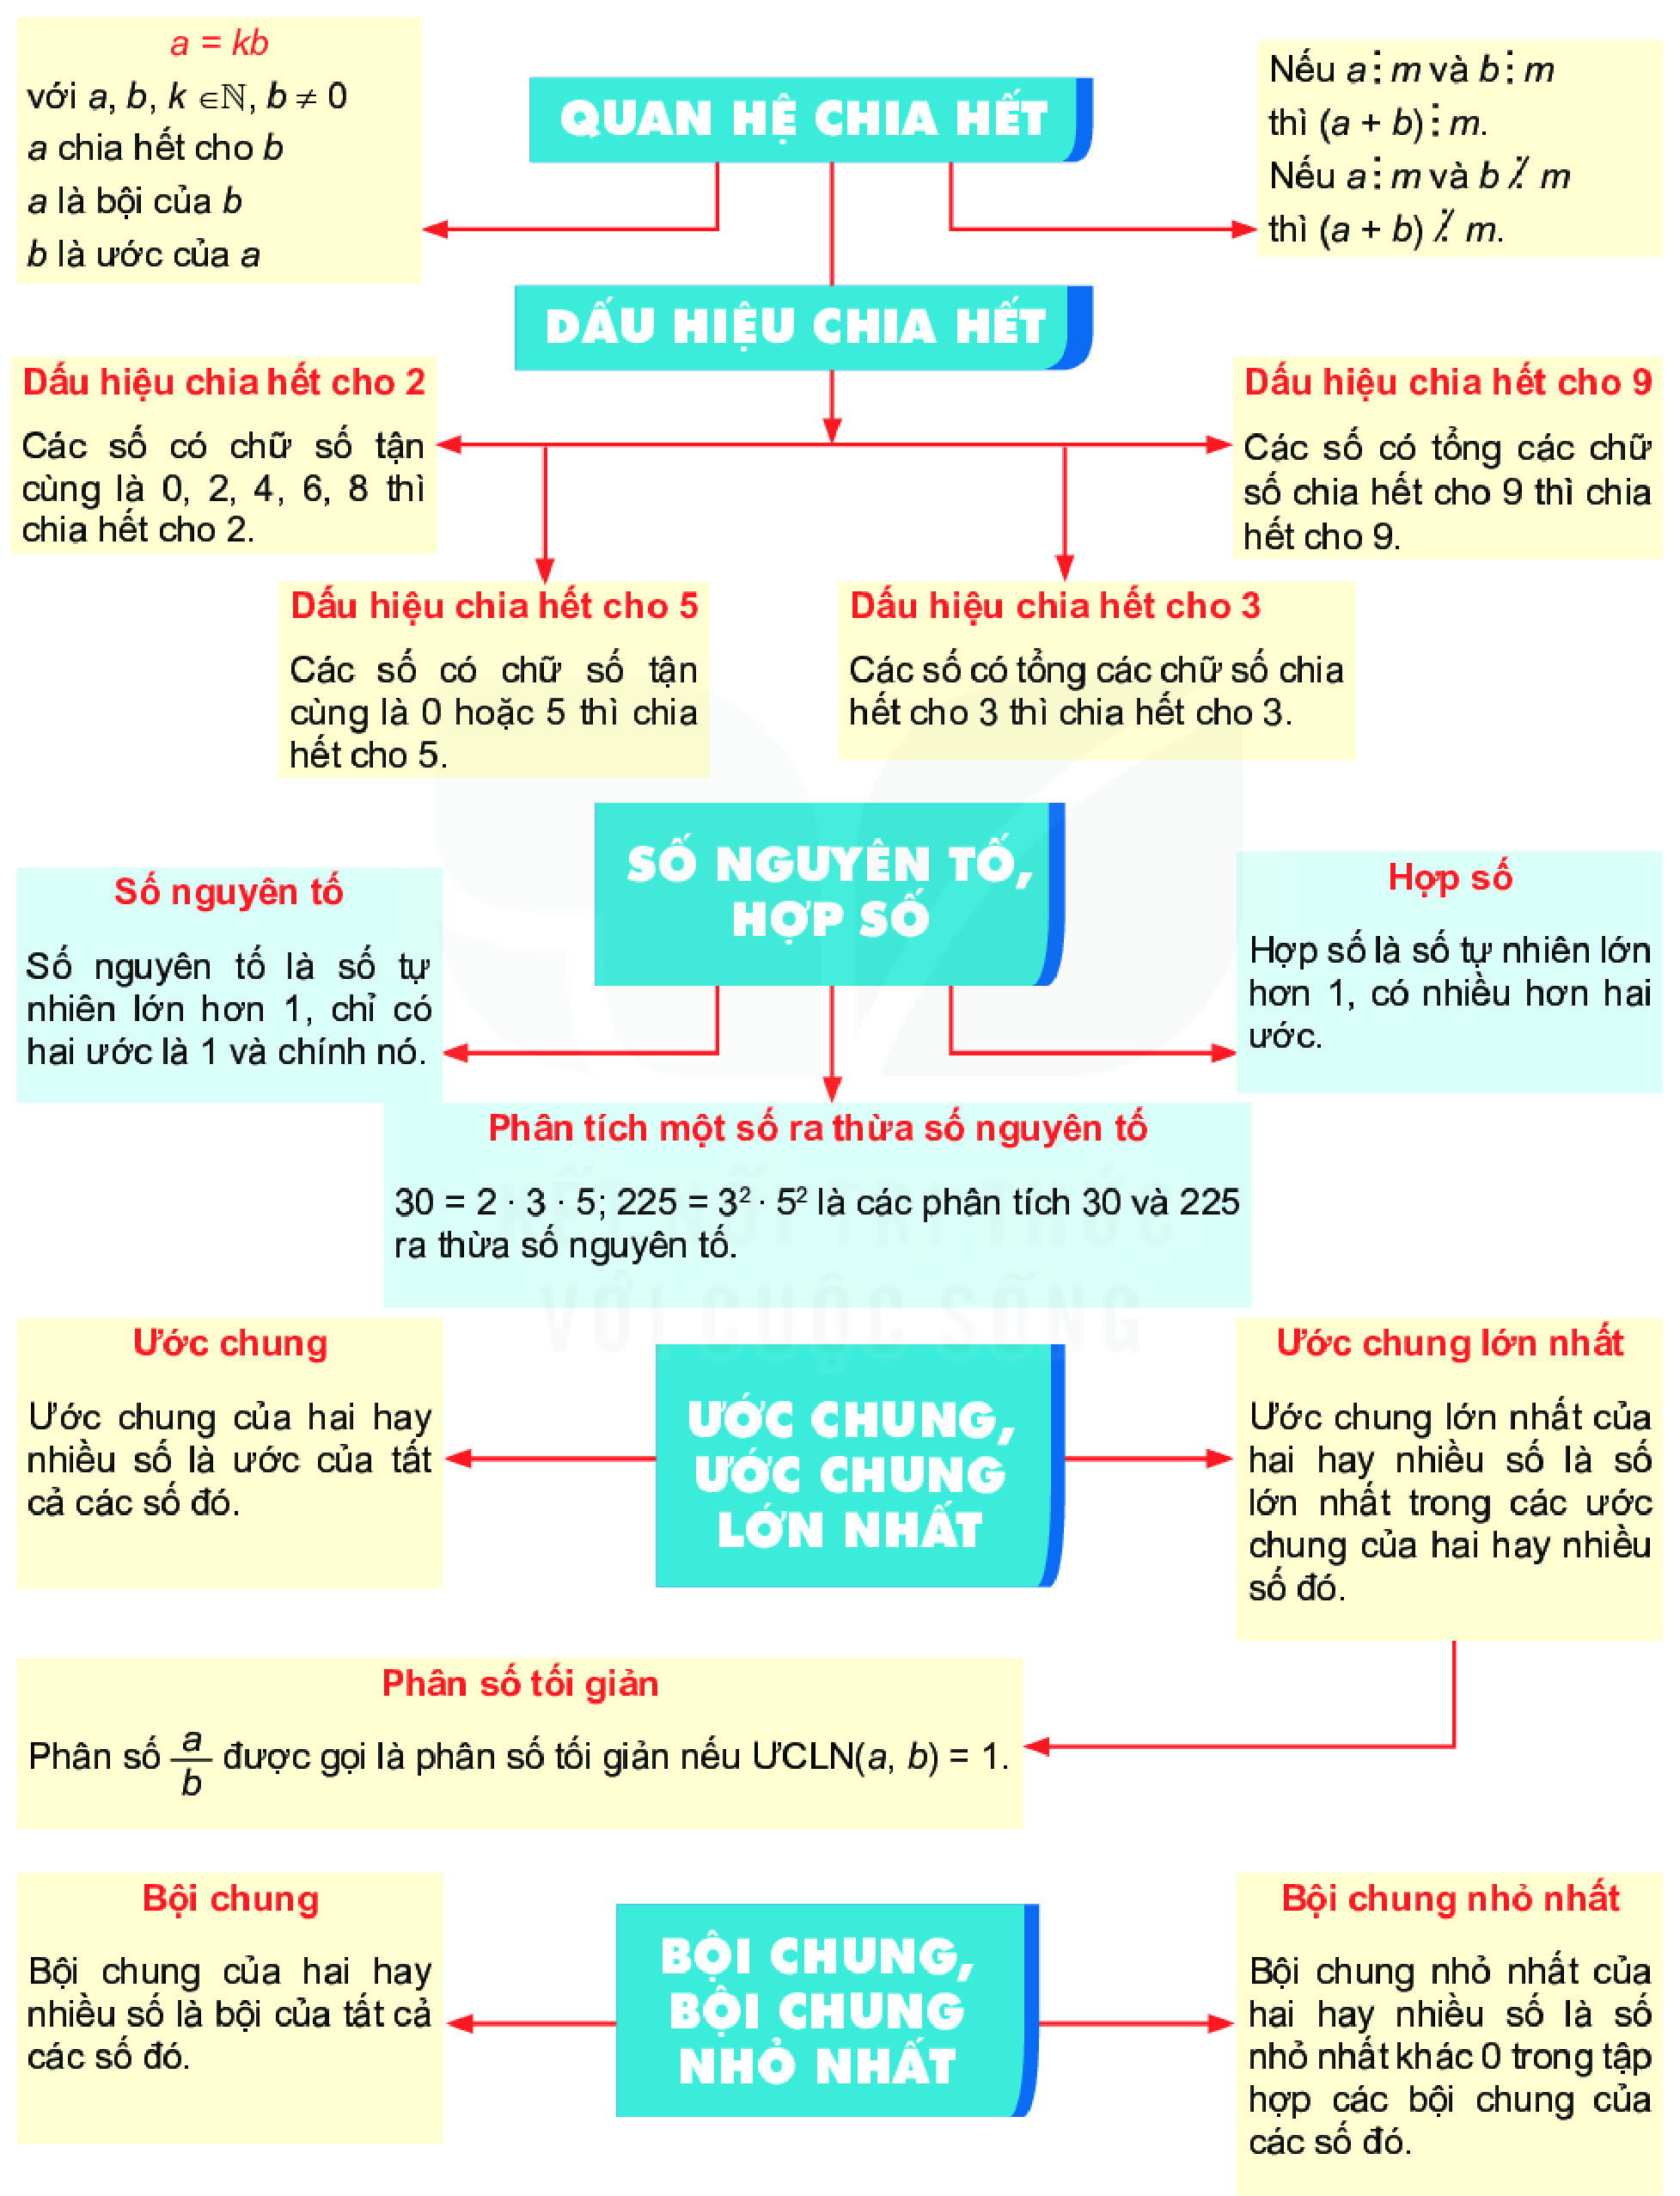 a = kb
với a, b, k ∈ℕ, b ≠ 0
a chia hết cho b
a là bội của b
b là ước của a
QUAN HỆ CHIA HẾT
Nếu a⋮m và b⋮m
thì (a + b)⋮m.
Nếu a⋮m và b ⋮̸ m
thì (a + b) ⋮̸ m.
DẤU HIỆU CHIA HẾT
Dấu hiệu chia hết cho 2
Các số có chữ số tận
cùng là 0, 2, 4, 6, 8 thì
chia hết cho 2.
Dấu hiệu chia hết cho 9
Các số có tổng các chữ
số chia hết cho 9 thì chia
hết cho 9.
Dấu hiệu chia hết cho 5
Các số có chữ số tận
cùng là 0 hoặc 5 thì chia
hết cho 5.
Dấu hiệu chia hết cho 3
Các số có tổng các chữ số chia
hết cho 3 thì chia hết cho 3.
SỐ NGUYÊN TỐ,
HỢP SỐ
Số nguyên tố
Số nguyên tố là số tự
nhiên lớn hơn 1, chỉ có
hai ước là 1 và chính nó.
Hợp số
Hợp số là số tự nhiên lớn
hơn 1, có nhiều hơn hai
ước.
Phân tích một số ra thừa số nguyên tố
30 = 2 · 3 · 5; 225 = 3² · 5² là các phân tích 30 và 225
ra thừa số nguyên tố.
KẾT NỐI TRI THỨC
VỚI CUỘC SỐNG
Ước chung
Ước chung của hai hay
nhiều số là ước của tất
cả các số đó.
ƯỚC CHUNG,
ƯỚC CHUNG
LỚN NHẤT
Ước chung lớn nhất
Ước chung lớn nhất của
hai hay nhiều số là số
lớn nhất trong các ước
chung của hai hay nhiều
số đó.
Phân số tối giản
Phân số a/b được gọi là phân số tối giản nếu ƯCLN(a, b) = 1.
Bội chung
Bội chung của hai hay
nhiều số là bội của tất cả
các số đó.
BỘI CHUNG,
BỘI CHUNG
NHỎ NHẤT
Bội chung nhỏ nhất
Bội chung nhỏ nhất của
hai hay nhiều số là số
nhỏ nhất khác 0 trong tập
hợp các bội chung của
các số đó.